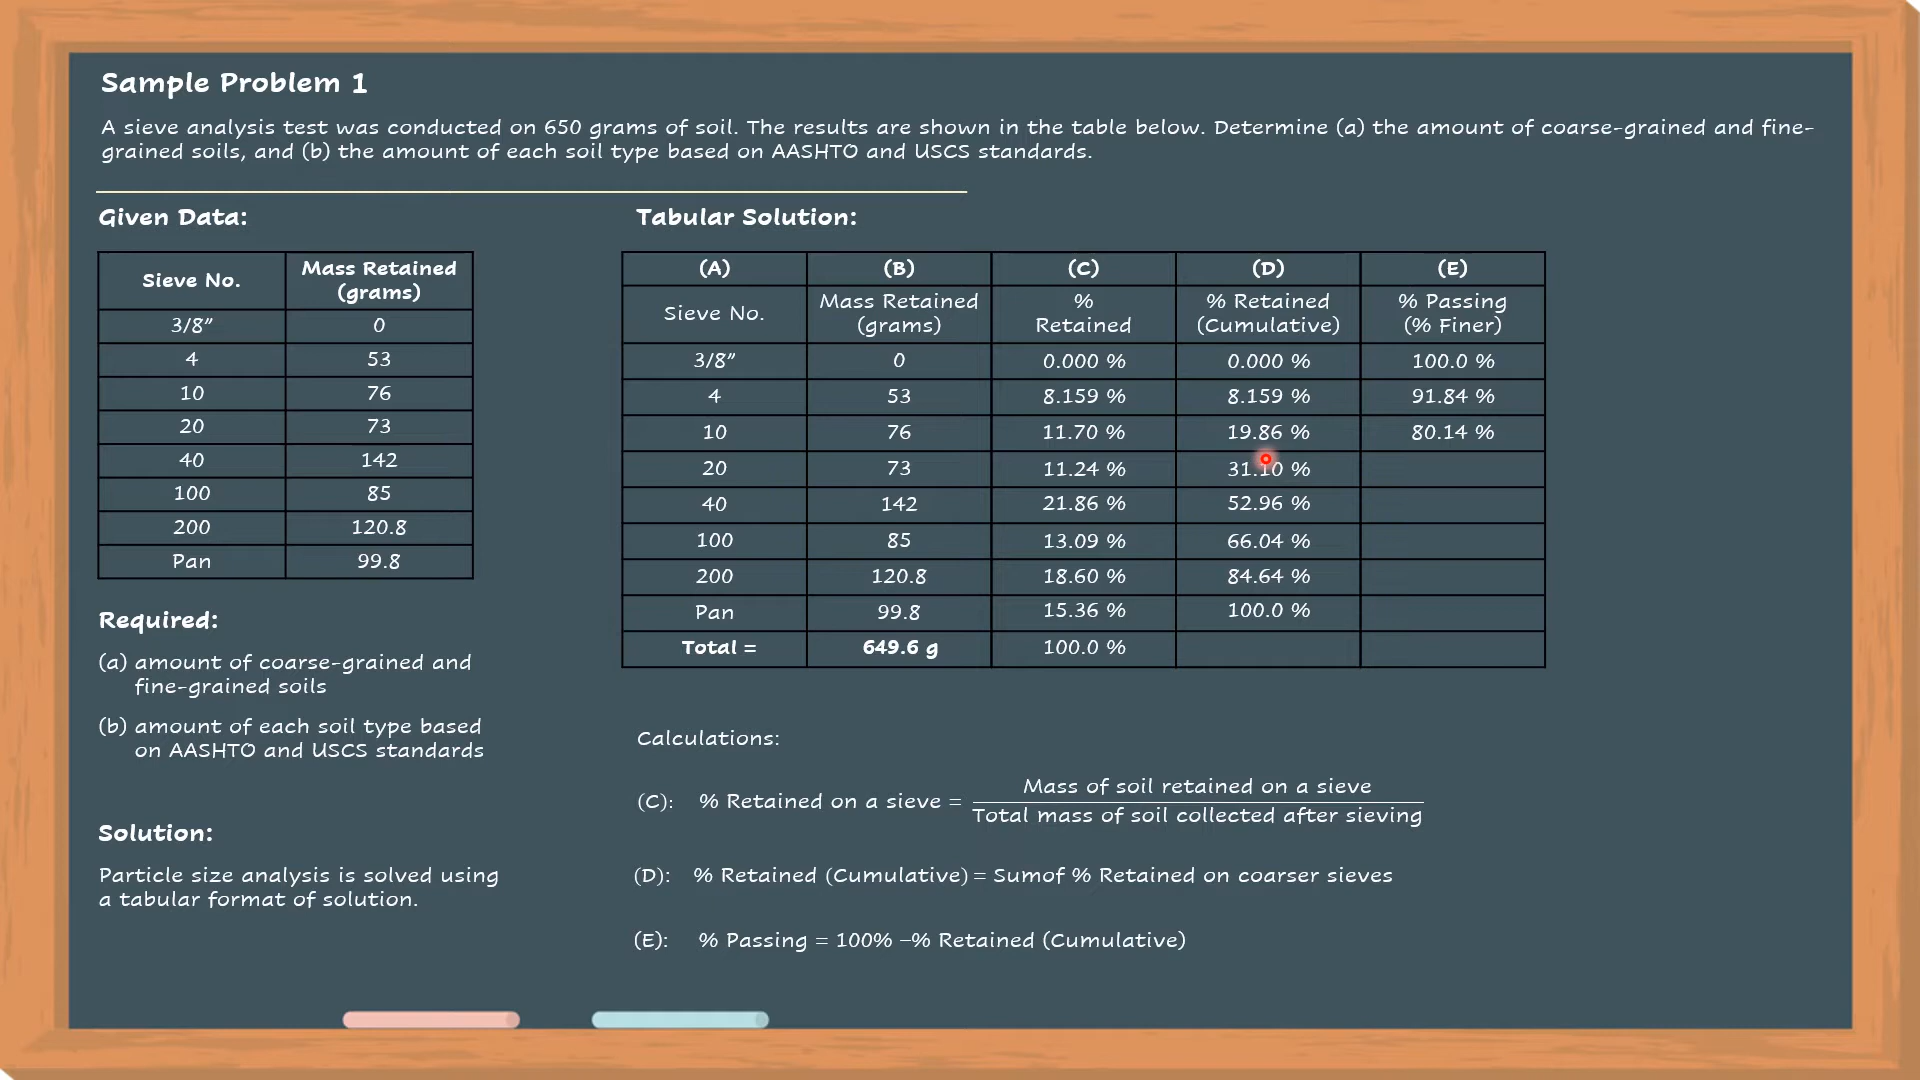 Sample Problem 1
A sieve analysis test was conducted on 650 grams of soil. The results are shown in the table below. Determine (a) the amount of coarse-grained and fine-
grained soils, and (b) the amount of each soil type based on AASHTO and USCS standards.
Given Data:
Sieve No. Mass Retained (grams)
3/8” 0
4 53
10 76
20 73
40 142
100 85
200 120.8
Pan 99.8
Required:
(a) amount of coarse-grained and
fine-grained soils
(b) amount of each soil type based
on AASHTO and USCS standards
Solution:
Particle size analysis is solved using
a tabular format of solution.
Tabular Solution:
(A) (B) (C) (D) (E)
Sieve No. Mass Retained (grams) % Retained % Retained (Cumulative) % Passing (% Finer)
3/8” 0 0.000 % 0.000 % 100.0 %
4 53 8.159 % 8.159 % 91.84 %
10 76 11.70 % 19.86 % 80.14 %
20 73 11.24 % 31.10 %
40 142 21.86 % 52.96 %
100 85 13.09 % 66.04 %
200 120.8 18.60 % 84.64 %
Pan 99.8 15.36 % 100.0 %
Total = 649.6 g 100.0 %
Calculations:
(C): % Retained on a sieve = Mass of soil retained on a sieve
Total mass of soil collected after sieving
(D): % Retained (Cumulative) = Sumof % Retained on coarser sieves
(E): % Passing = 100% –% Retained (Cumulative)